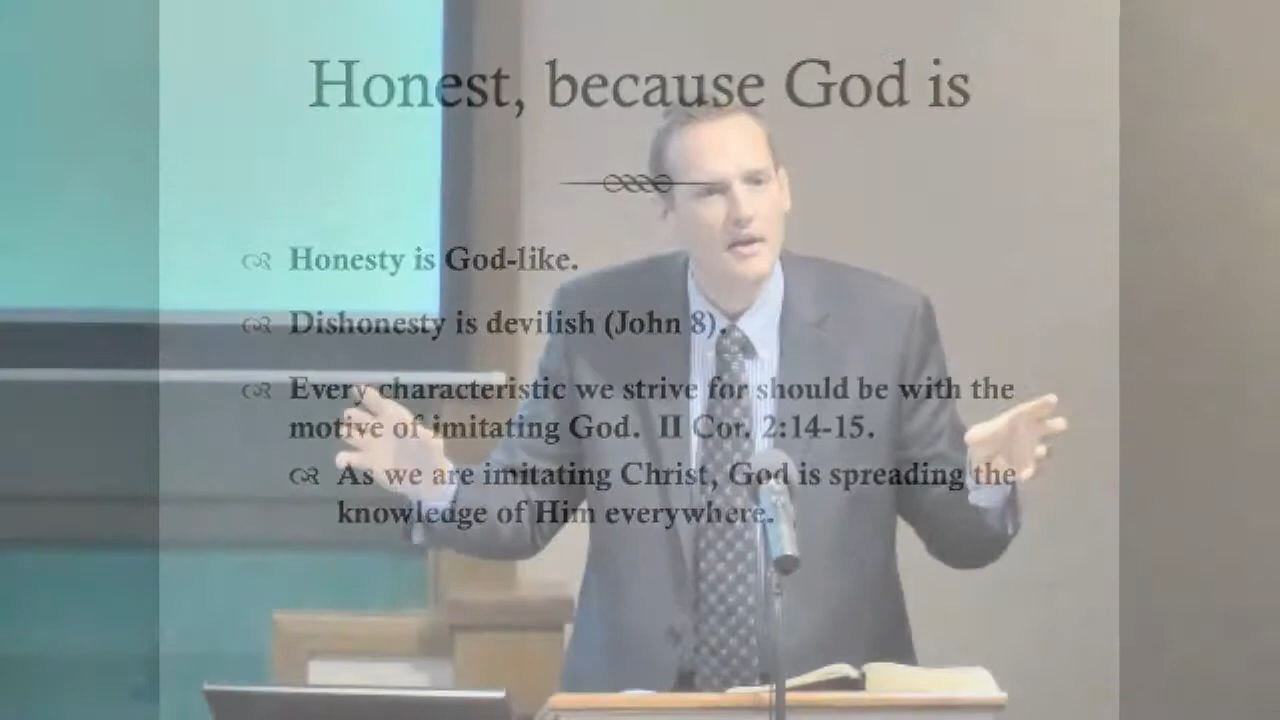 Honest, because God is
Honesty is God-like.
Dishonesty is devilish (John 8).
Every characteristic we strive for should be with the
motive of imitating God. II Cor. 2:14-15.
As we are imitating Christ, God is spreading the
knowledge of Him everywhere.